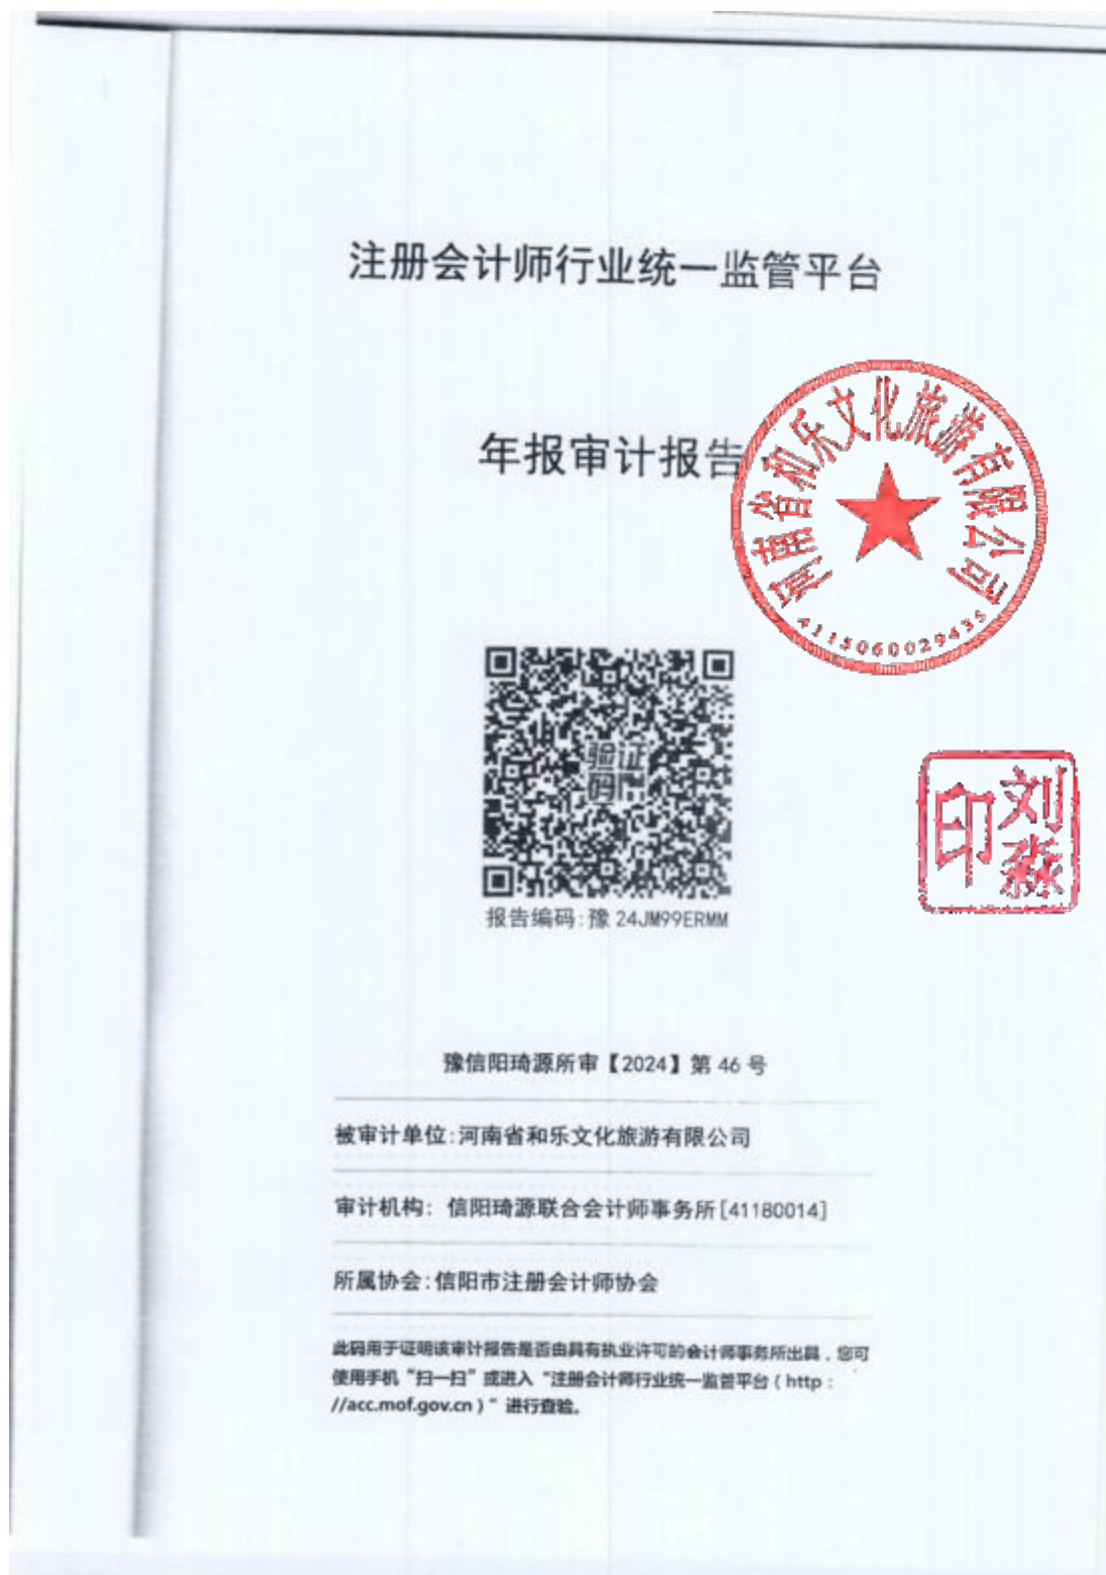 注册会计师行业统一监管平台
年报审计报告
河南省和乐文化旅游有限公司
4115060029435
验证
码
刘淼
印
报告编码:豫 24JM99ERMM
豫信阳琦源所审【2024】第 46 号
被审计单位:河南省和乐文化旅游有限公司
审计机构: 信阳琦源联合会计师事务所[41180014]
所属协会:信阳市注册会计师协会
此码用于证明该审计报告是否由具有执业许可的会计师事务所出具，您可
使用手机“扫一扫”或进入“注册会计师行业统一监管平台（http：
//acc.mof.gov.cn）”进行查验。